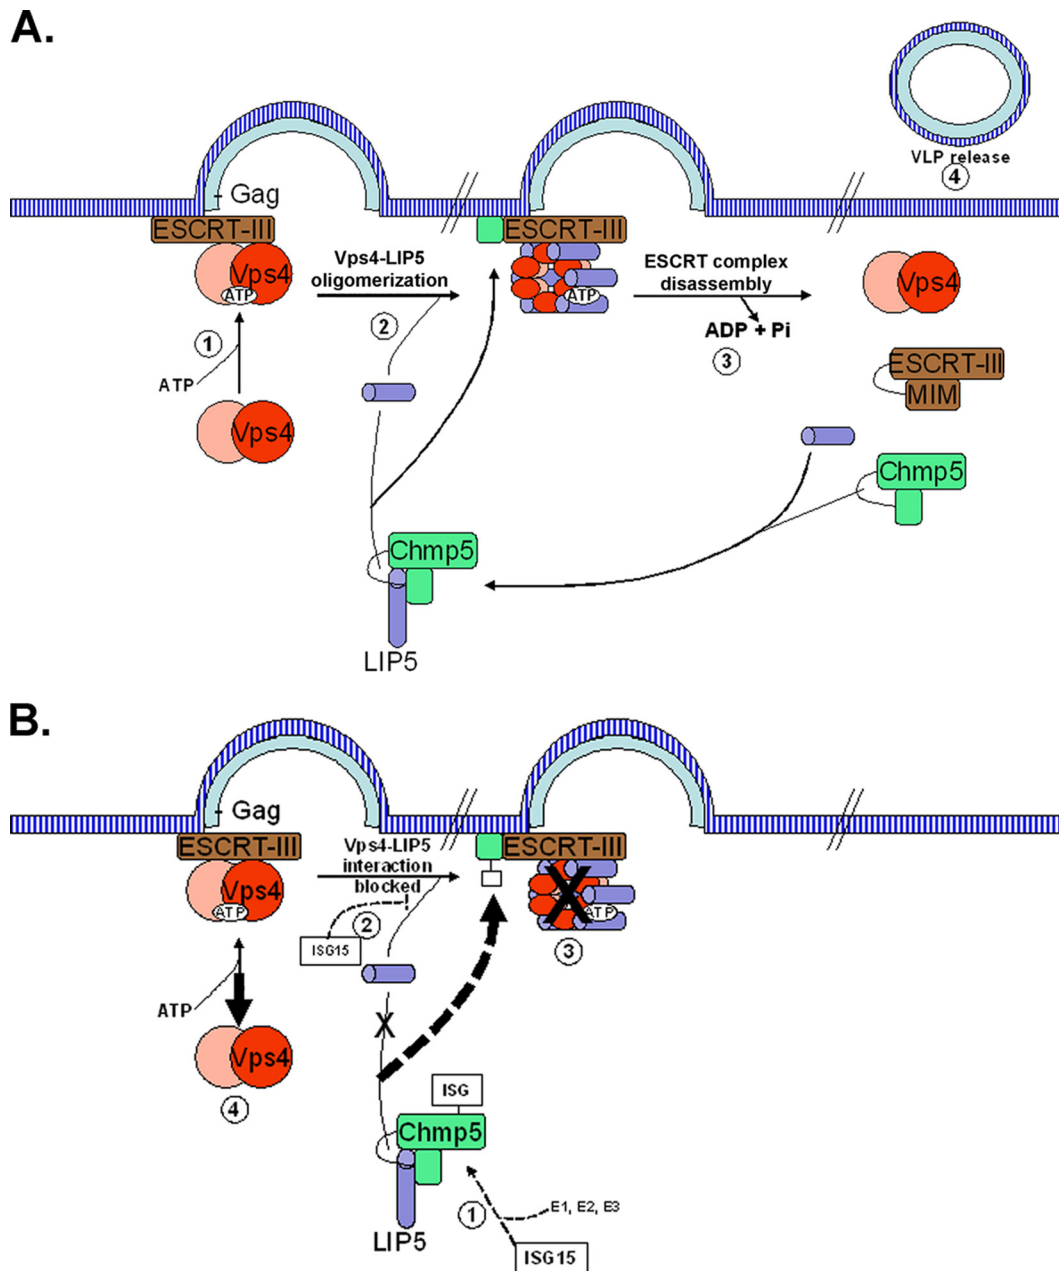 A.
VLP release
4
Gag
ESCRT-III
ESCRT-III
Vps4
ATP
Vps4-LIP5
oligomerization
2
ATP
ESCRT complex
disassembly
ADP + Pi
3
Vps4
1
ATP
Vps4
ESCRT-III
MIM
Chmp5
Chmp5
LIP5
B.
Gag
ESCRT-III
ESCRT-III
Vps4
ATP
Vps4-LIP5
interaction
blocked
2
ISG15
X
ATP
3
ATP
X
Vps4
4
ISG
Chmp5
1
E1, E2, E3
LIP5
ISG15